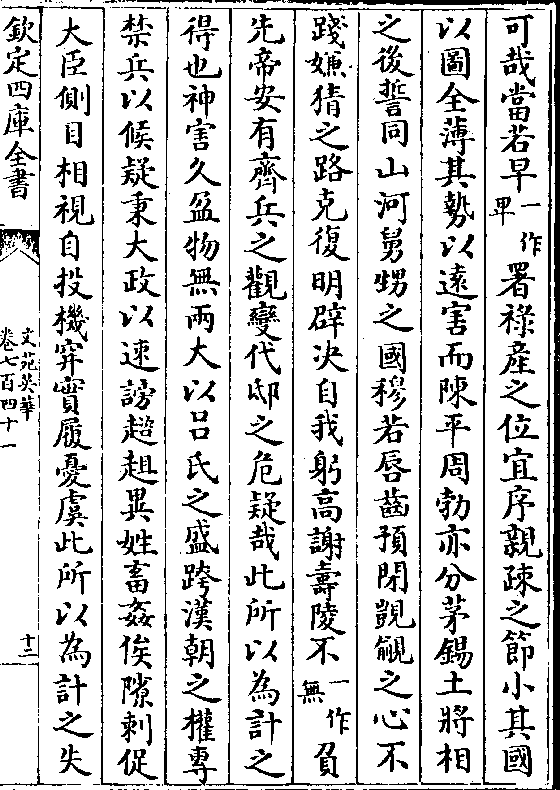 可哉當若早一作卑署祿産之位宜序親疎之節小其國
以圖全薄其勢以遠害而陳平周勃亦分茅錫土將相
之後誓同山河舅甥之國穆若唇齒預閉覬覦之心不
踐嫌猜之路克復明辟决自我躬高謝壽陵不一作無負
先帝安有齊兵之觀變代邸之危疑哉此所以為計之
得也神害久盈物無兩大以呂氏之盛跨漢朝之權專
禁兵以候疑秉大政以速謗趦趄異姓畜姦俟隙刺促
大臣側目相視自投機穽實履憂虞此所以為計之失
欽定四庫全書
文苑英華
卷七百四十一
十二